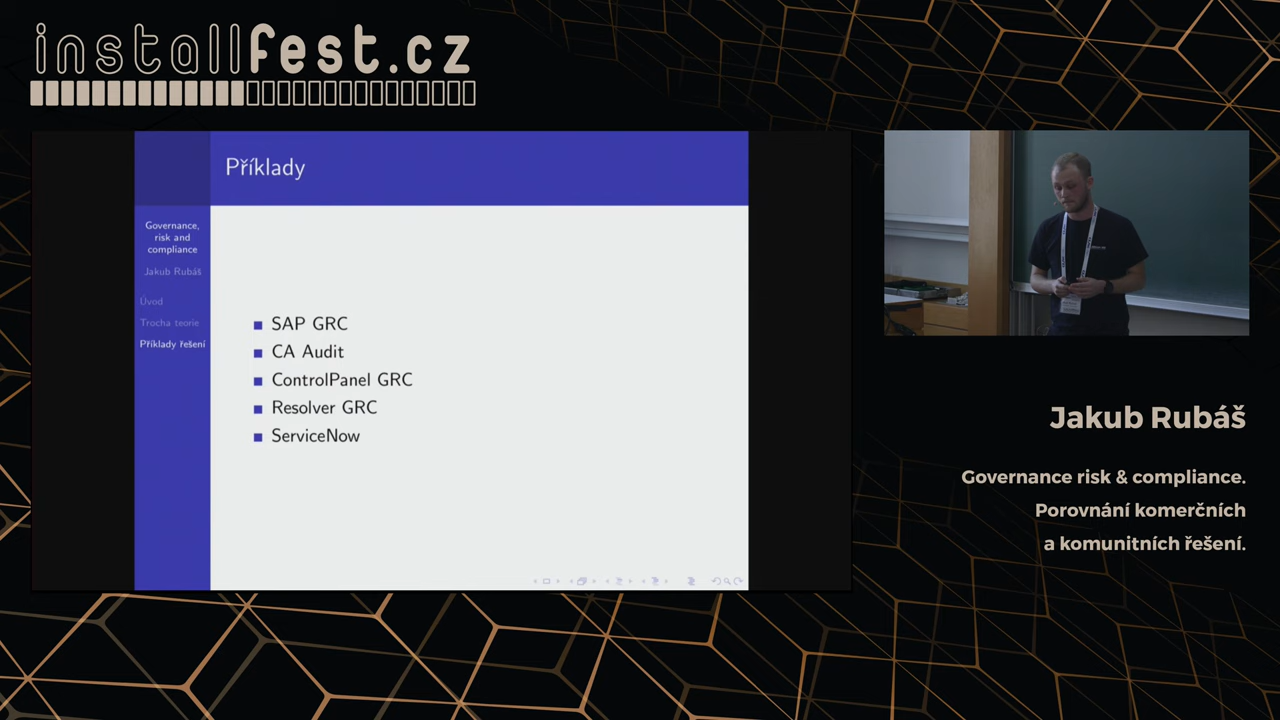 installfest.cz
Příklady
Governance,
risk and
compliance
Jakub Rubáš
Úvod
Trocha teorie
Příklady řešení
SAP GRC
CA Audit
ControlPanel GRC
Resolver GRC
ServiceNow
Jakub Rubáš
Governance risk & compliance.
Porovnání komerčních
a komunitních řešení.